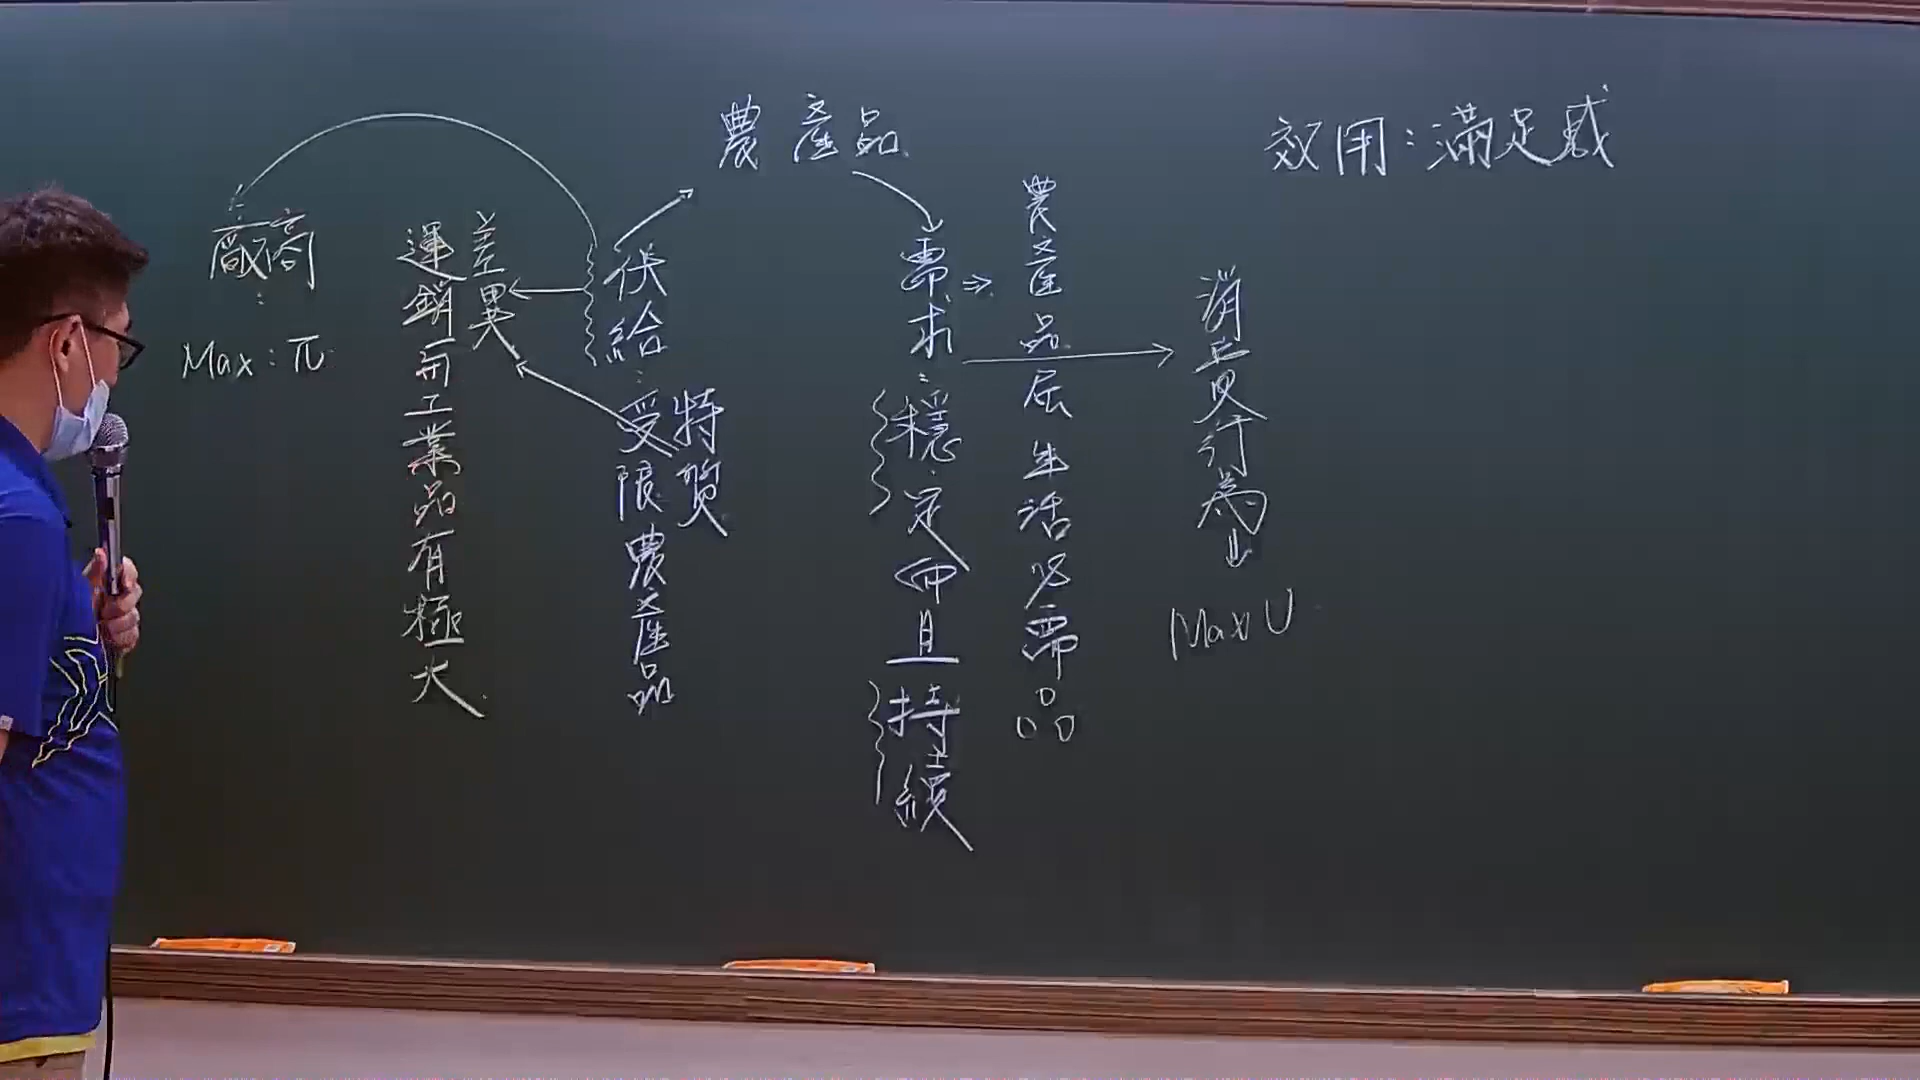 農產品
效用：滿足感
廠商：
Max：π
差異
運銷與工業品有極大
供給：受限農產品
特質
需求：穩定而且持續
農產品屬生活必需品
消費行為
Max U